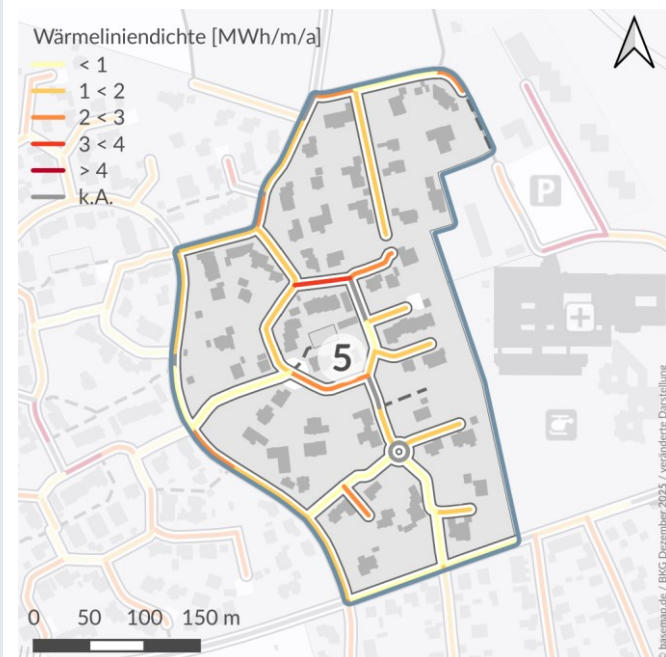 Wärmeliniendichte [MWh/m/a]
< 1
1 < 2
2 < 3
3 < 4
> 4
k.A.
P
5
0 50 100 150 m
© basemap.de / BKG Dezember 2025 / veränderte Darstellung